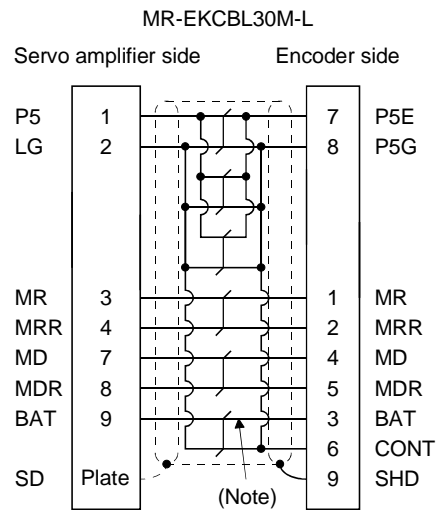 MR-EKCBL30M-L
Servo amplifier side Encoder side
P5 1 7 P5E
LG 2 8 P5G
MR 3 1 MR
MRR 4 2 MRR
MD 7 4 MD
MDR 8 5 MDR
BAT 9 3 BAT
6 CONT
SD Plate 9 SHD
(Note)